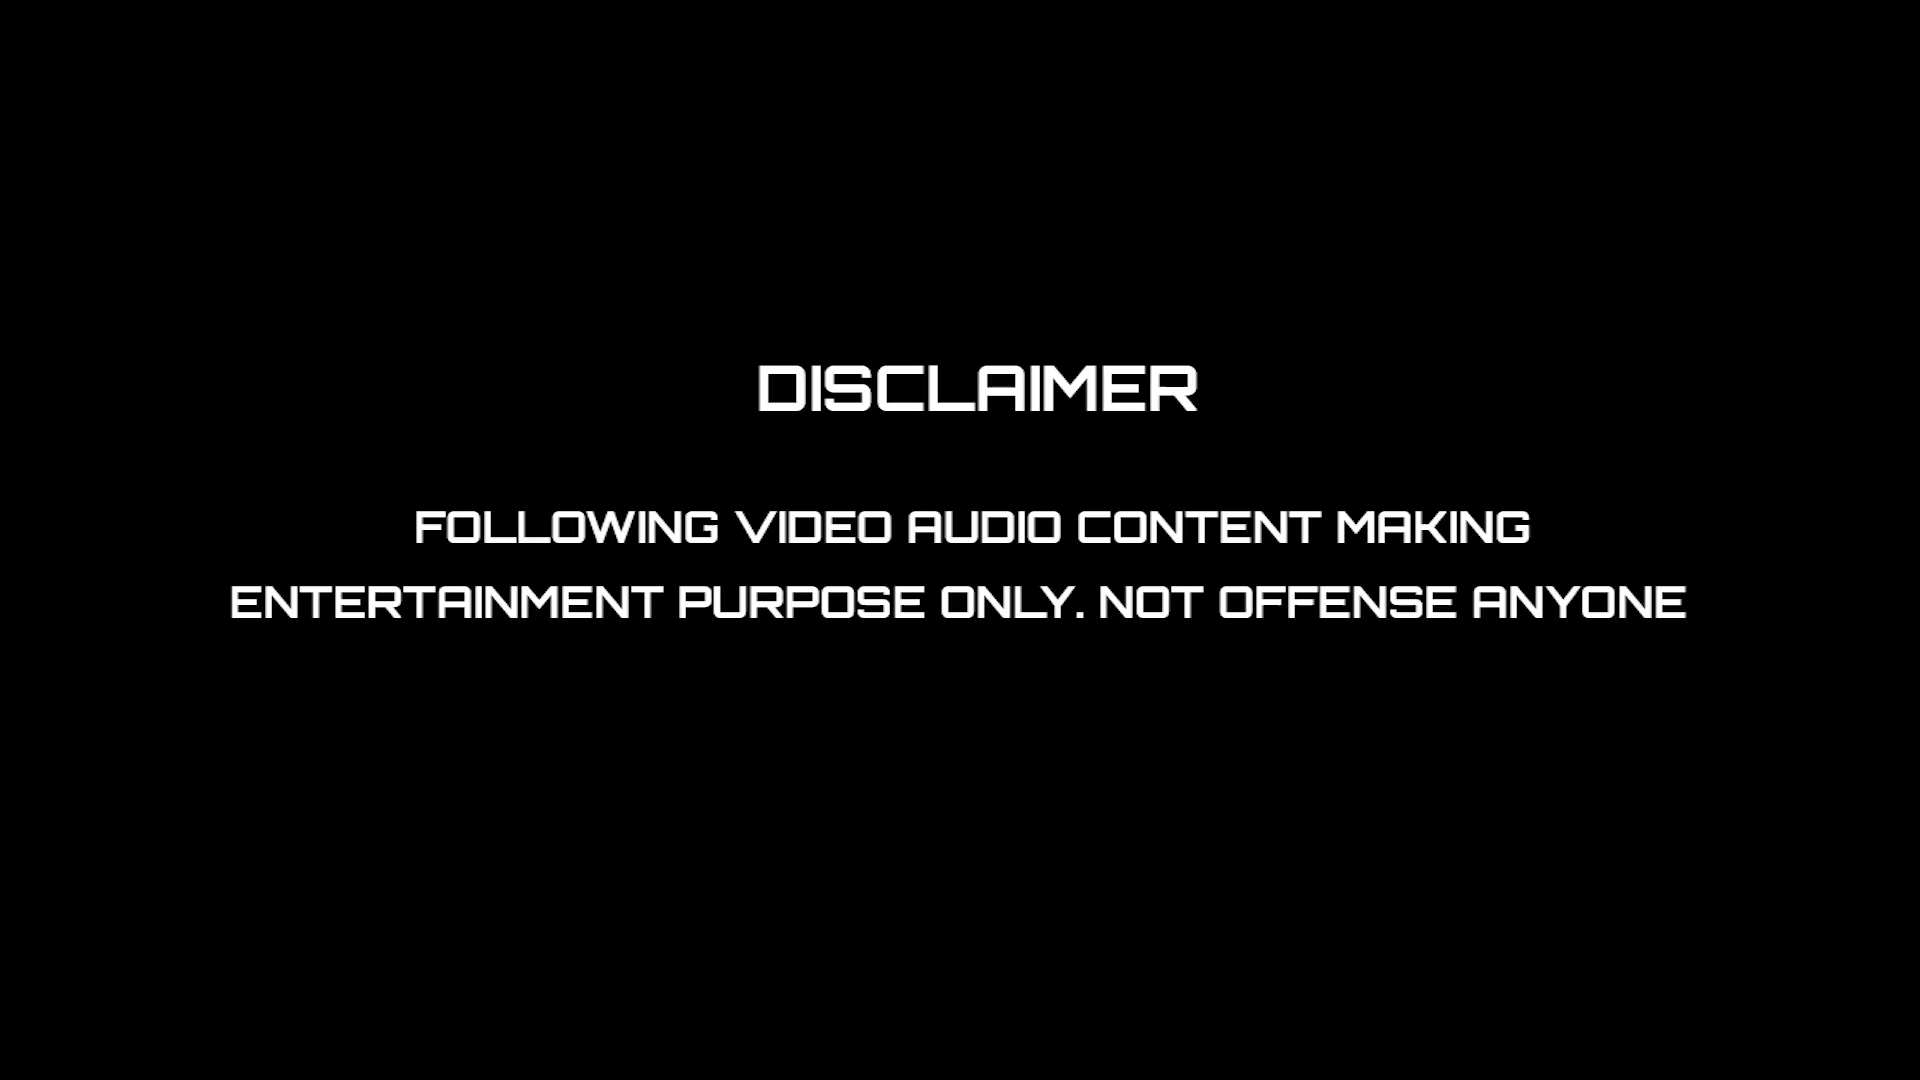 DISCLAIMER
FOLLOWING VIDEO AUDIO CONTENT MAKING
ENTERTAINMENT PURPOSE ONLY. NOT OFFENSE ANYONE